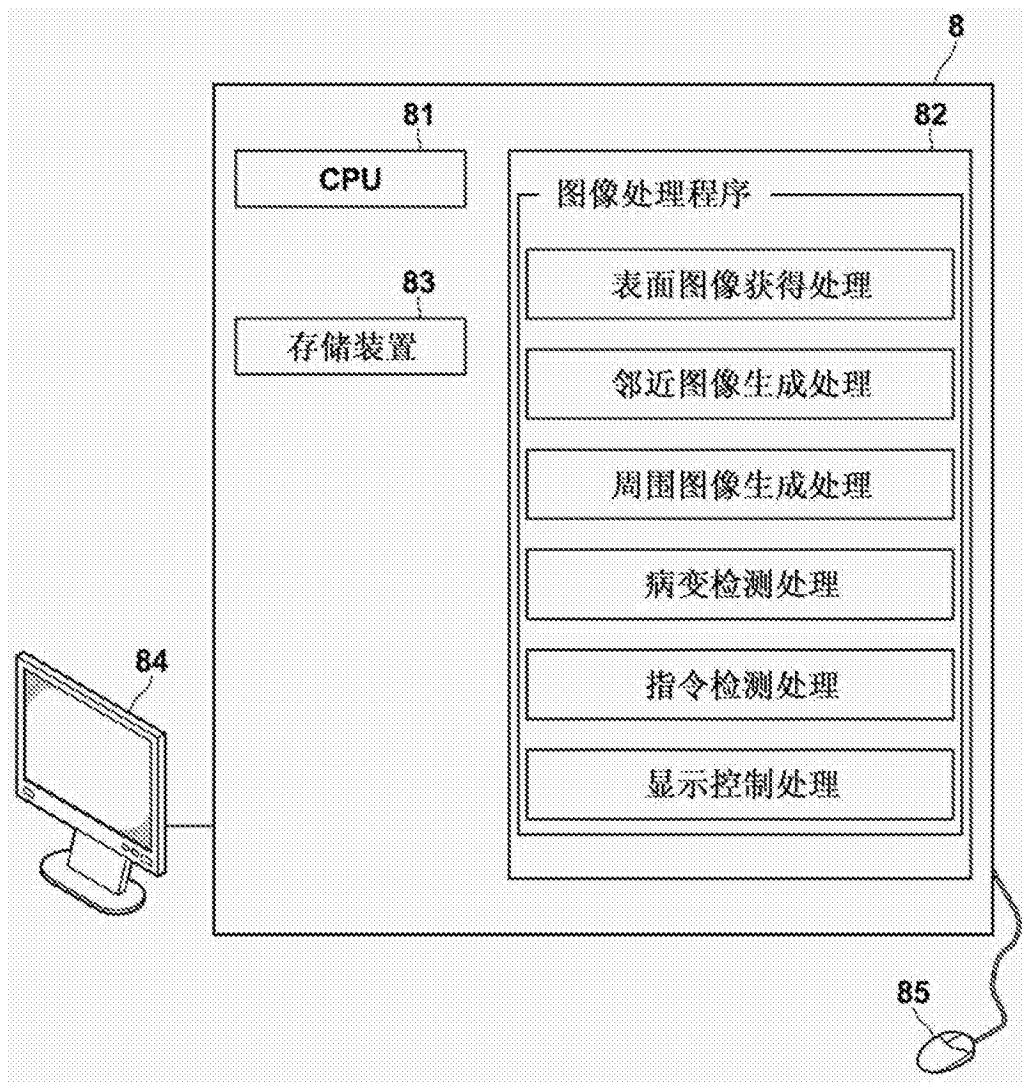 8
81
82
CPU
图像处理程序
表面图像获得处理
83
存储装置
邻近图像生成处理
周围图像生成处理
病变检测处理
84
指令检测处理
显示控制处理
85